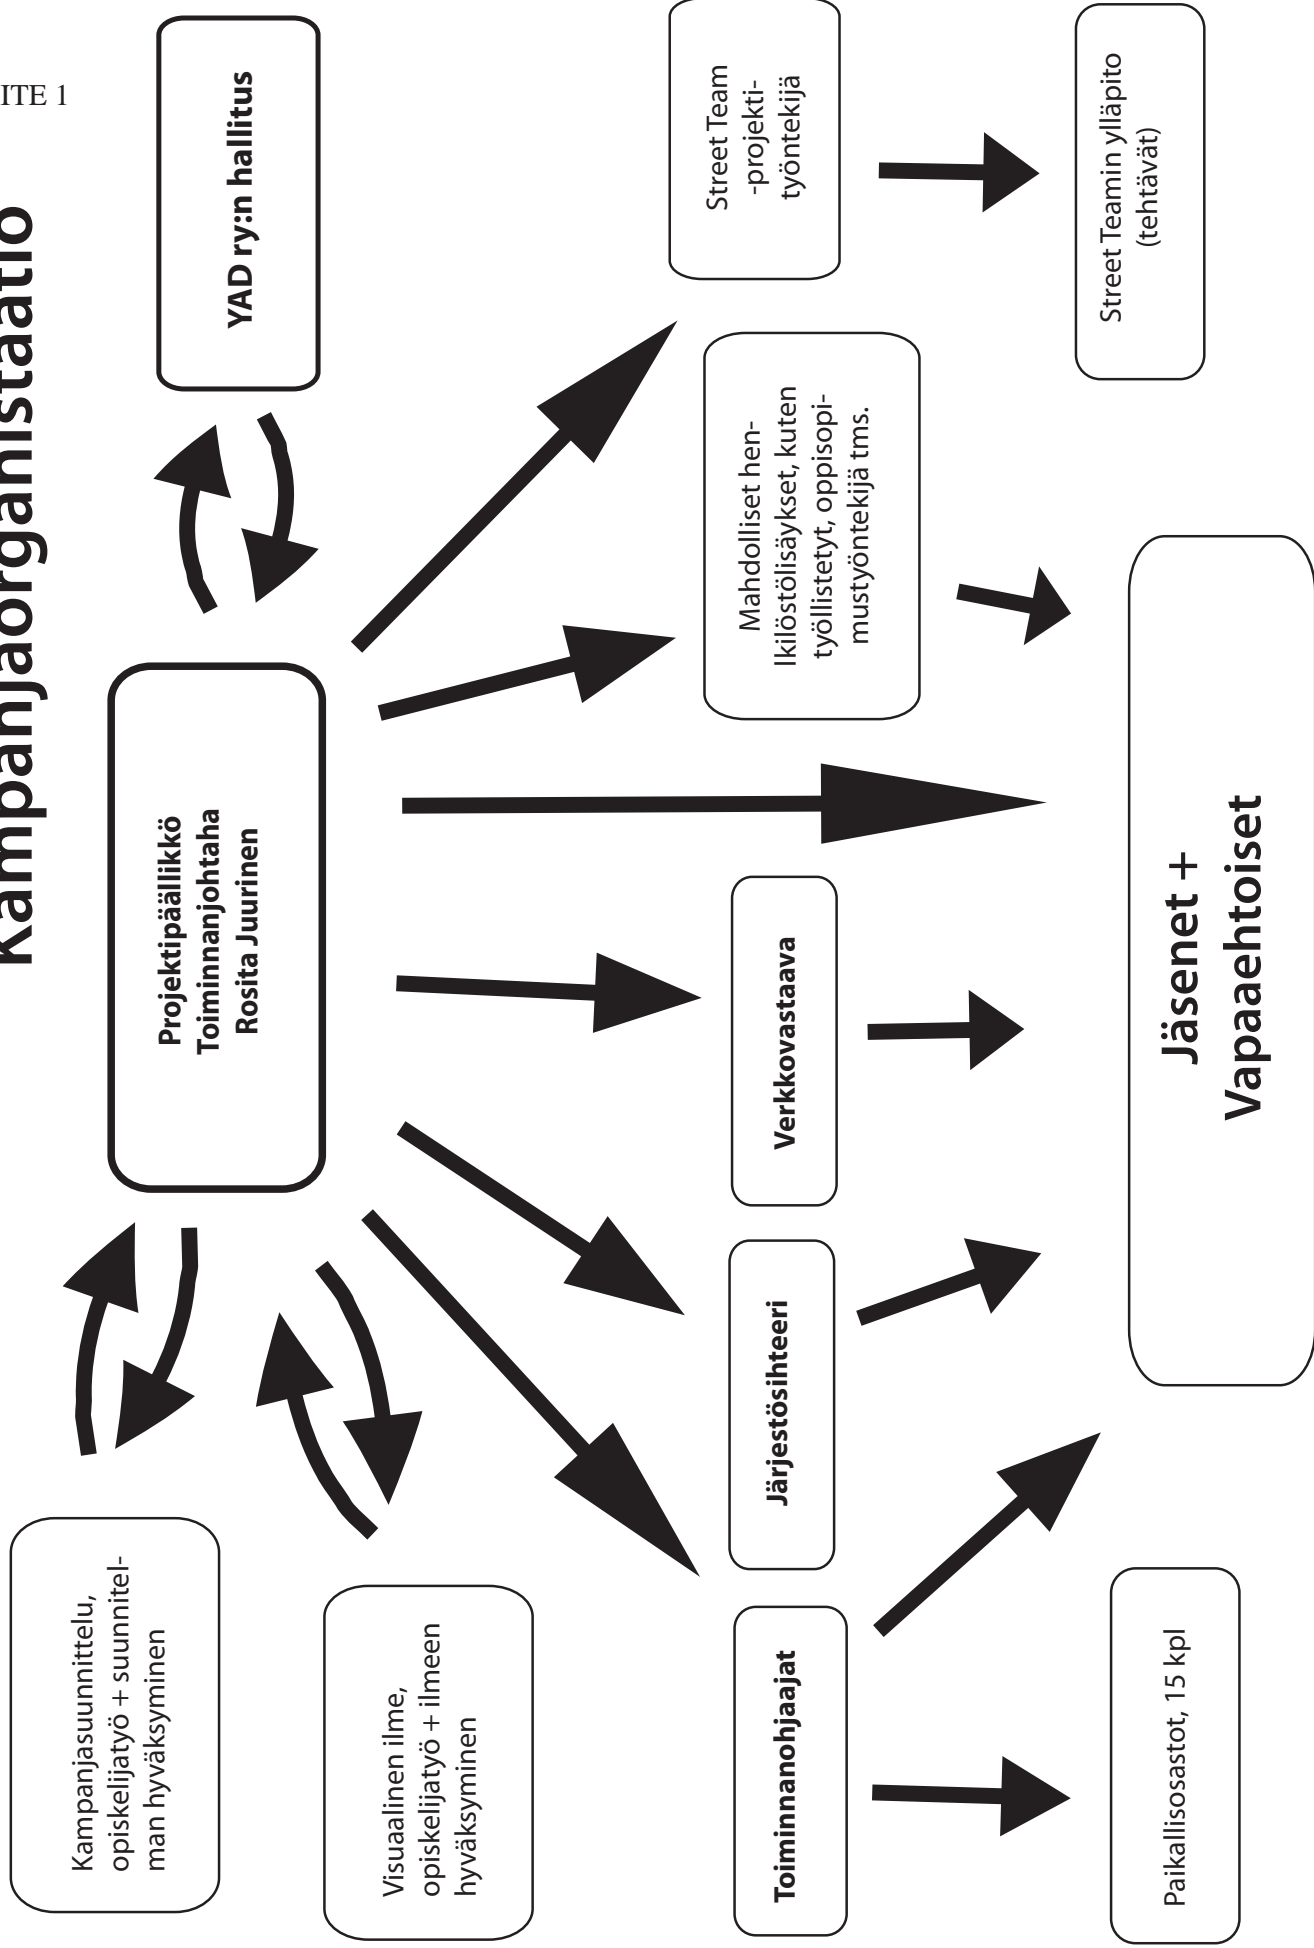 ITE 1
Kampanjaorganistaatio
Kampanjasuunnittelu,
opiskelijatyö + suunnitel-
man hyväksyminen
Projektipäällikkö
Toiminnanjohtaha
Rosita Juurinen
YAD ry:n hallitus
Visuaalinen ilme,
opiskelijatyö + ilmeen
hyväksyminen
Toiminnanohjaajat
Järjestösihteeri
Verkkovastaava
Mahdolliset hen-
lkilöstölisäykset, kuten
työllistetyt, oppisopi-
mustyöntekijä tms.
Street Team
-projekti-
työntekijä
Paikallisosastot, 15 kpl
Jäsenet +
Vapaaehtoiset
Street Teamin ylläpito
(tehtävät)